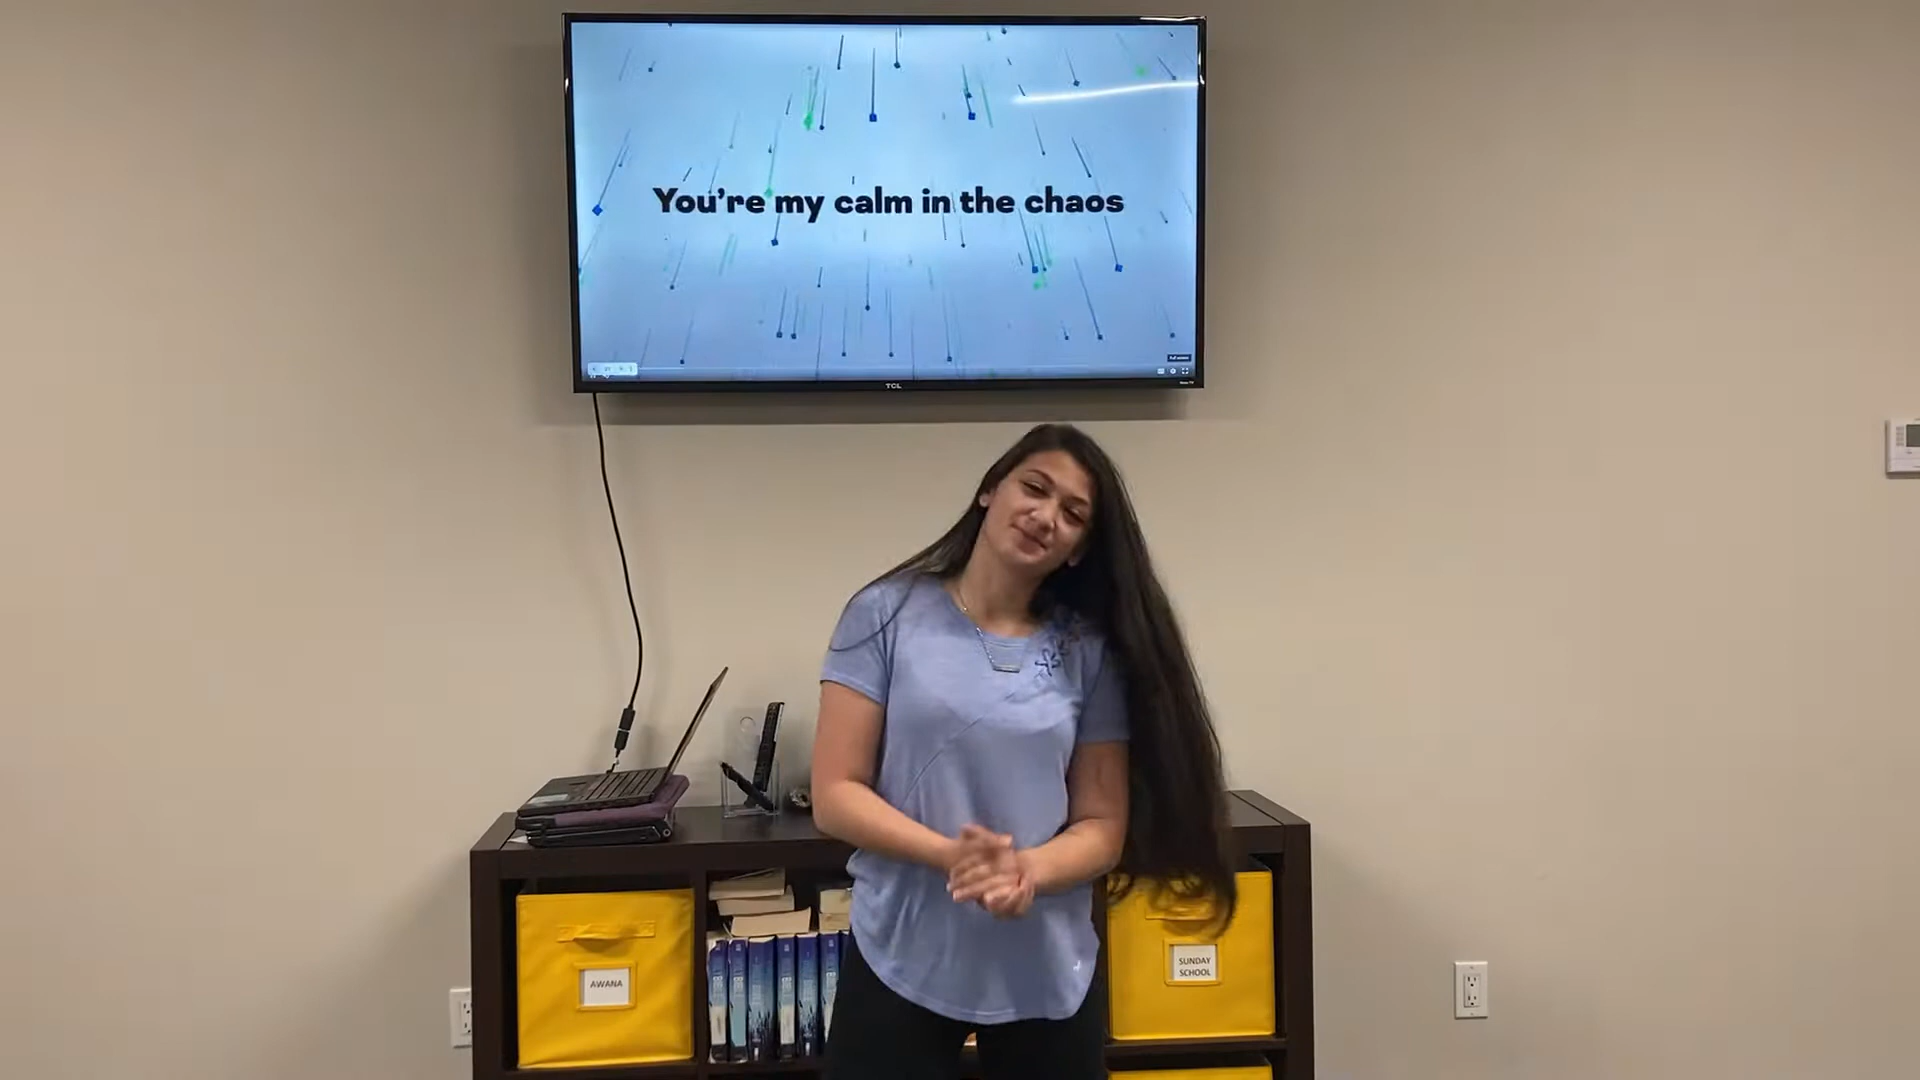 You're my calm in the chaos
TCL
AWANA
SUNDAY
SCHOOL